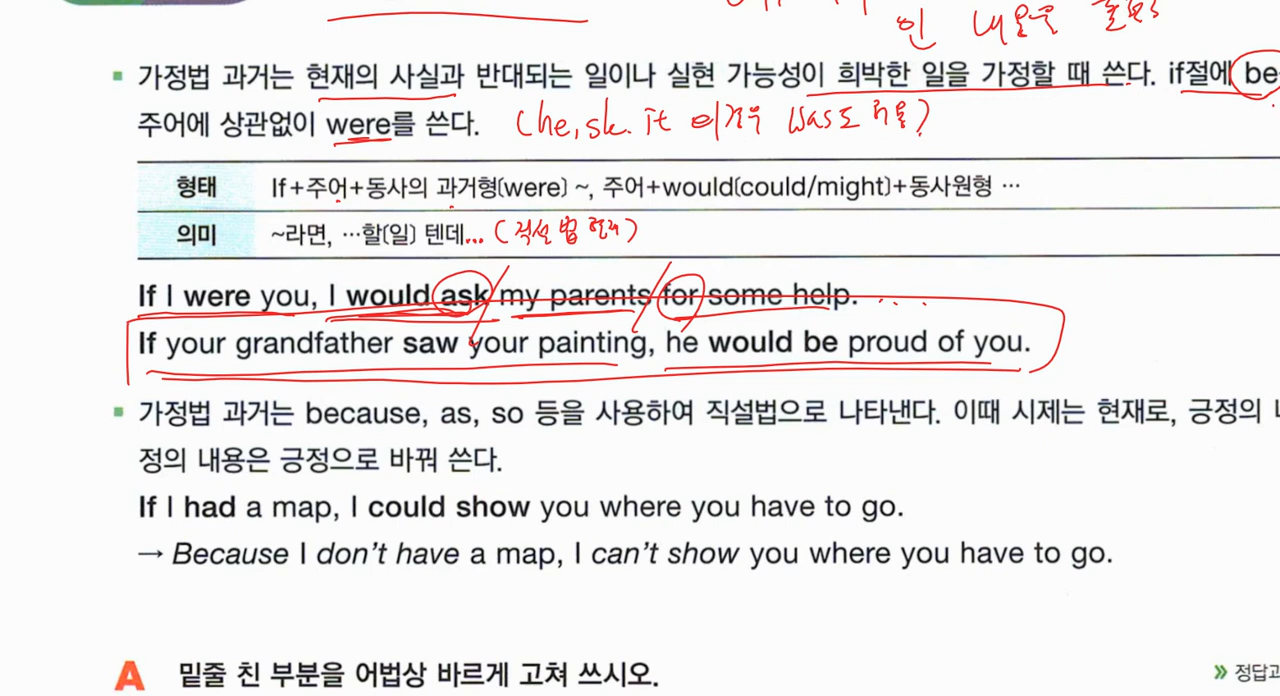 인 내용을
가정법 과거는 현재의 사실과 반대되는 일이나 실현 가능성이 희박한 일을 가정할 때 쓴다. if절에 be
주어에 상관없이 were를 쓴다. (he, sh. it 이경우 was도 허용?
형태 If+주어+동사의 과거형(were) ~, 주어+would(could/might)+동사원형 …
의미 ~라면, …할(일) 텐데... (직설법 현재)
If I were you, I would ask my parents for some help.
If your grandfather saw your painting, he would be proud of you.
가정법 과거는 because, as, so 등을 사용하여 직설법으로 나타낸다. 이때 시제는 현재로, 긍정의
정의 내용은 긍정으로 바꿔 쓴다.
If I had a map, I could show you where you have to go.
→ Because I don't have a map, I can't show you where you have to go.
A 밑줄 친 부분을 어법상 바르게 고쳐 쓰시오.
» 정답과